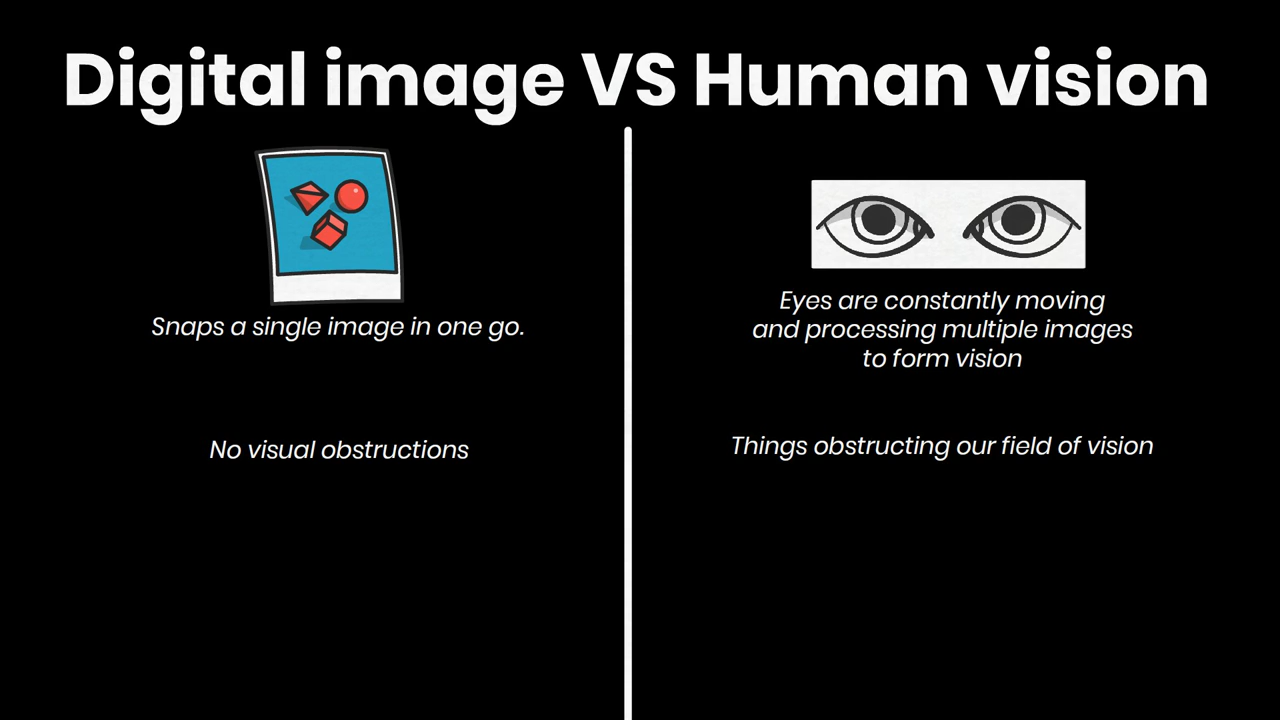 Digital image VS Human vision
Snaps a single image in one go.
No visual obstructions
Eyes are constantly moving
and processing multiple images
to form vision
Things obstructing our field of vision